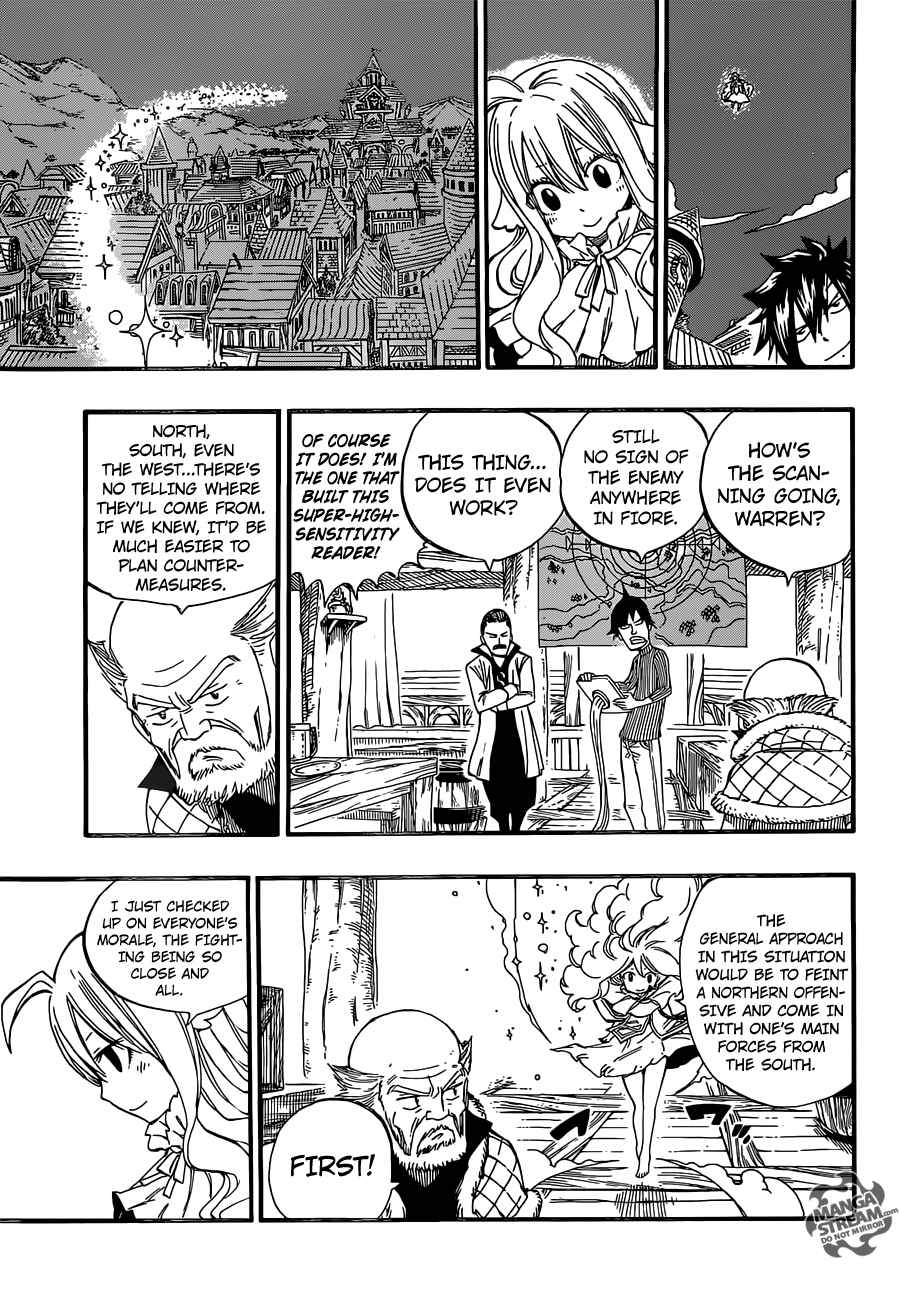 HOW'S
THE SCAN-
NING GOING,
WARREN?
STILL
NO SIGN OF
THE ENEMY
ANYWHERE
IN FIORE.
THIS THING...
DOES IT EVEN
WORK?
OF COURSE
IT DOES! I'M
THE ONE THAT
BUILT THIS
SUPER-HIGH-
SENSITIVITY
READER!
NORTH,
SOUTH, EVEN
THE WEST...THERE'S
NO TELLING WHERE
THEY'LL COME FROM.
IF WE KNEW, IT'D BE
MUCH EASIER TO
PLAN COUNTER-
MEASURES.
THE
GENERAL APPROACH
IN THIS SITUATION
WOULD BE TO FEINT
A NORTHERN OFFEN-
SIVE AND COME IN
WITH ONE'S MAIN
FORCES FROM
THE SOUTH.
FIRST!
I JUST CHECKED
UP ON EVERYONE'S
MORALE, THE FIGHT-
ING BEING SO
CLOSE AND
ALL.
MANGA
STREAM.com
DO NOT MIRROR